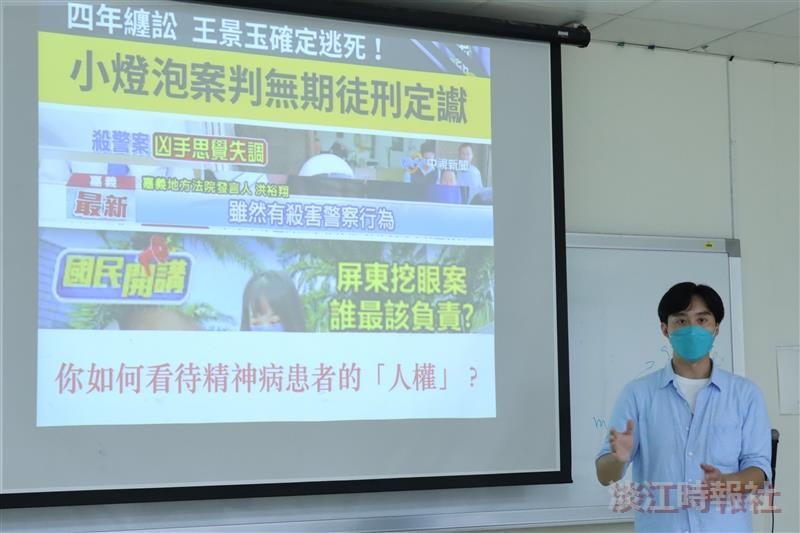 四年纏訟 王景玉確定逃死！
小燈泡案判無期徒刑定讞
殺警案 凶手思覺失調
中視新聞
嘉義地方法院發言人 洪裕翔
嘉義
最新
雖然有殺害警察行為
國民開講
屏東挖眼案
誰最該負責?
你如何看待精神病患者的「人權」？
淡江時報社